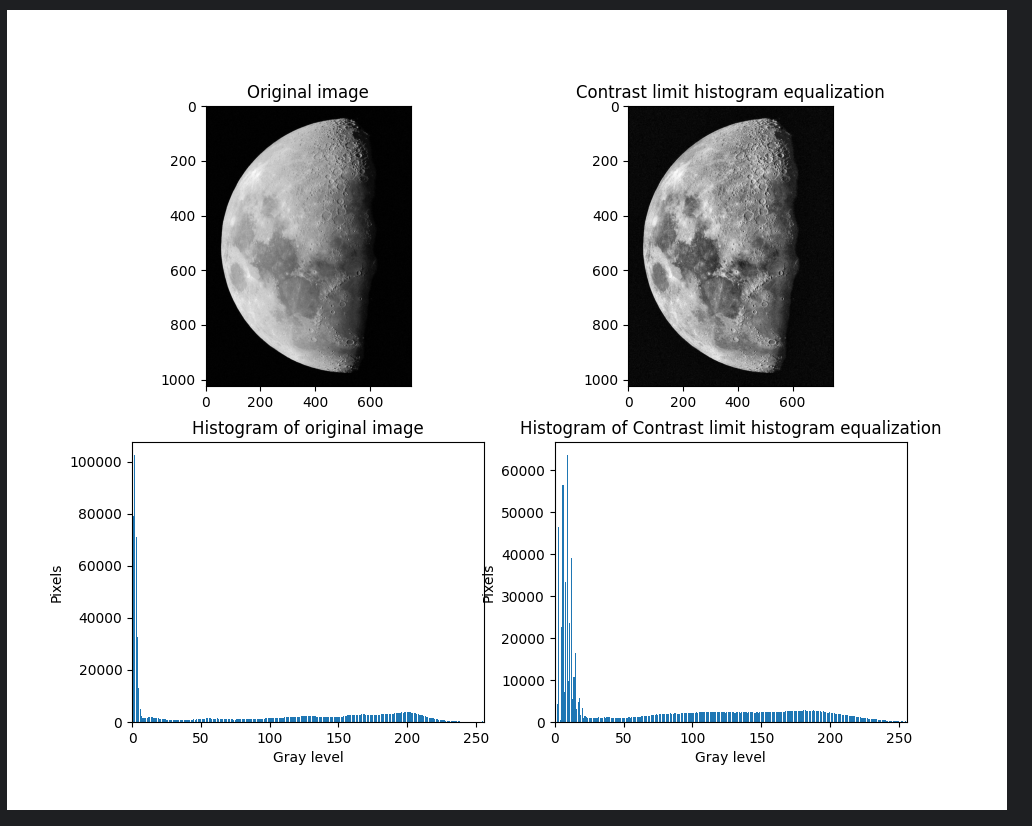 Original image
0
200
400
600
800
1000
0 200 400 600
Contrast limit histogram equalization
0
200
400
600
800
1000
0 200 400 600
Histogram of original image
100000
80000
60000
40000
20000
0
Pixels
0 50 100 150 200 250
Gray level
Histogram of Contrast limit histogram equalization
60000
50000
40000
30000
20000
10000
0
Pixels
0 50 100 150 200 250
Gray level